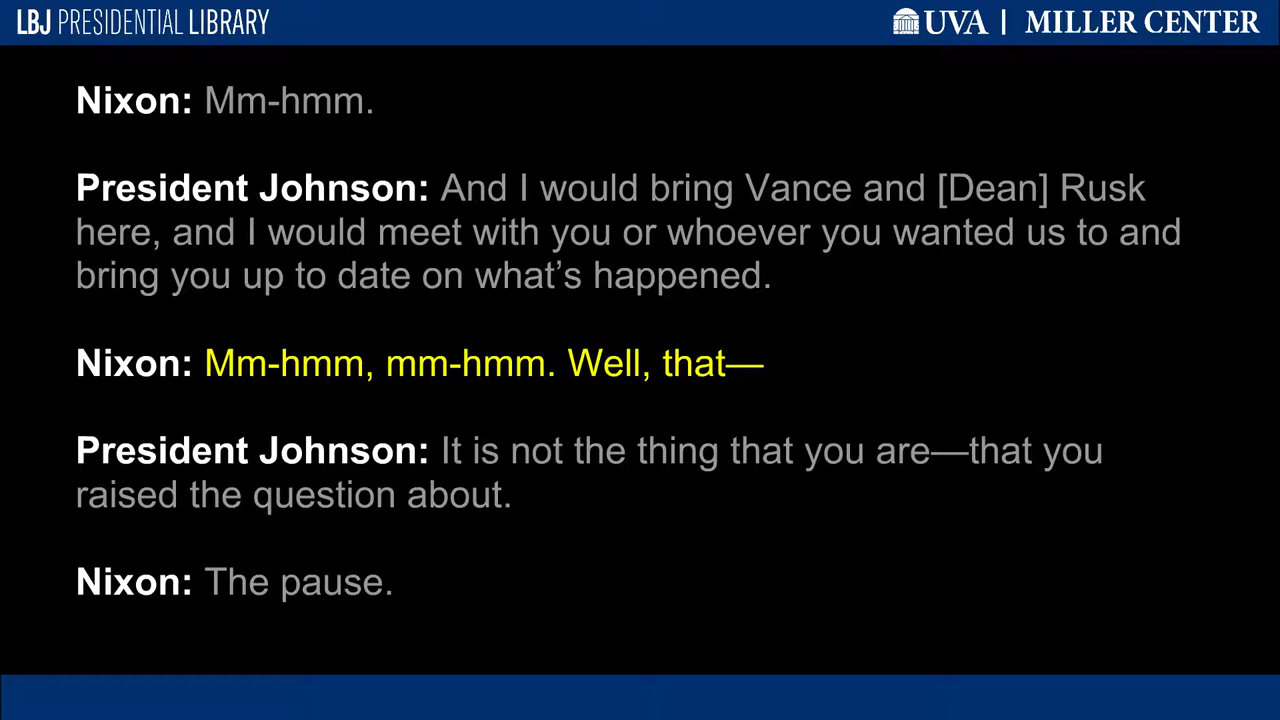 LBJ PRESIDENTIAL LIBRARY
UVA | MILLER CENTER
Nixon: Mm-hmm.
President Johnson: And I would bring Vance and [Dean] Rusk
here, and I would meet with you or whoever you wanted us to and
bring you up to date on what’s happened.
Nixon: Mm-hmm, mm-hmm. Well, that—
President Johnson: It is not the thing that you are—that you
raised the question about.
Nixon: The pause.